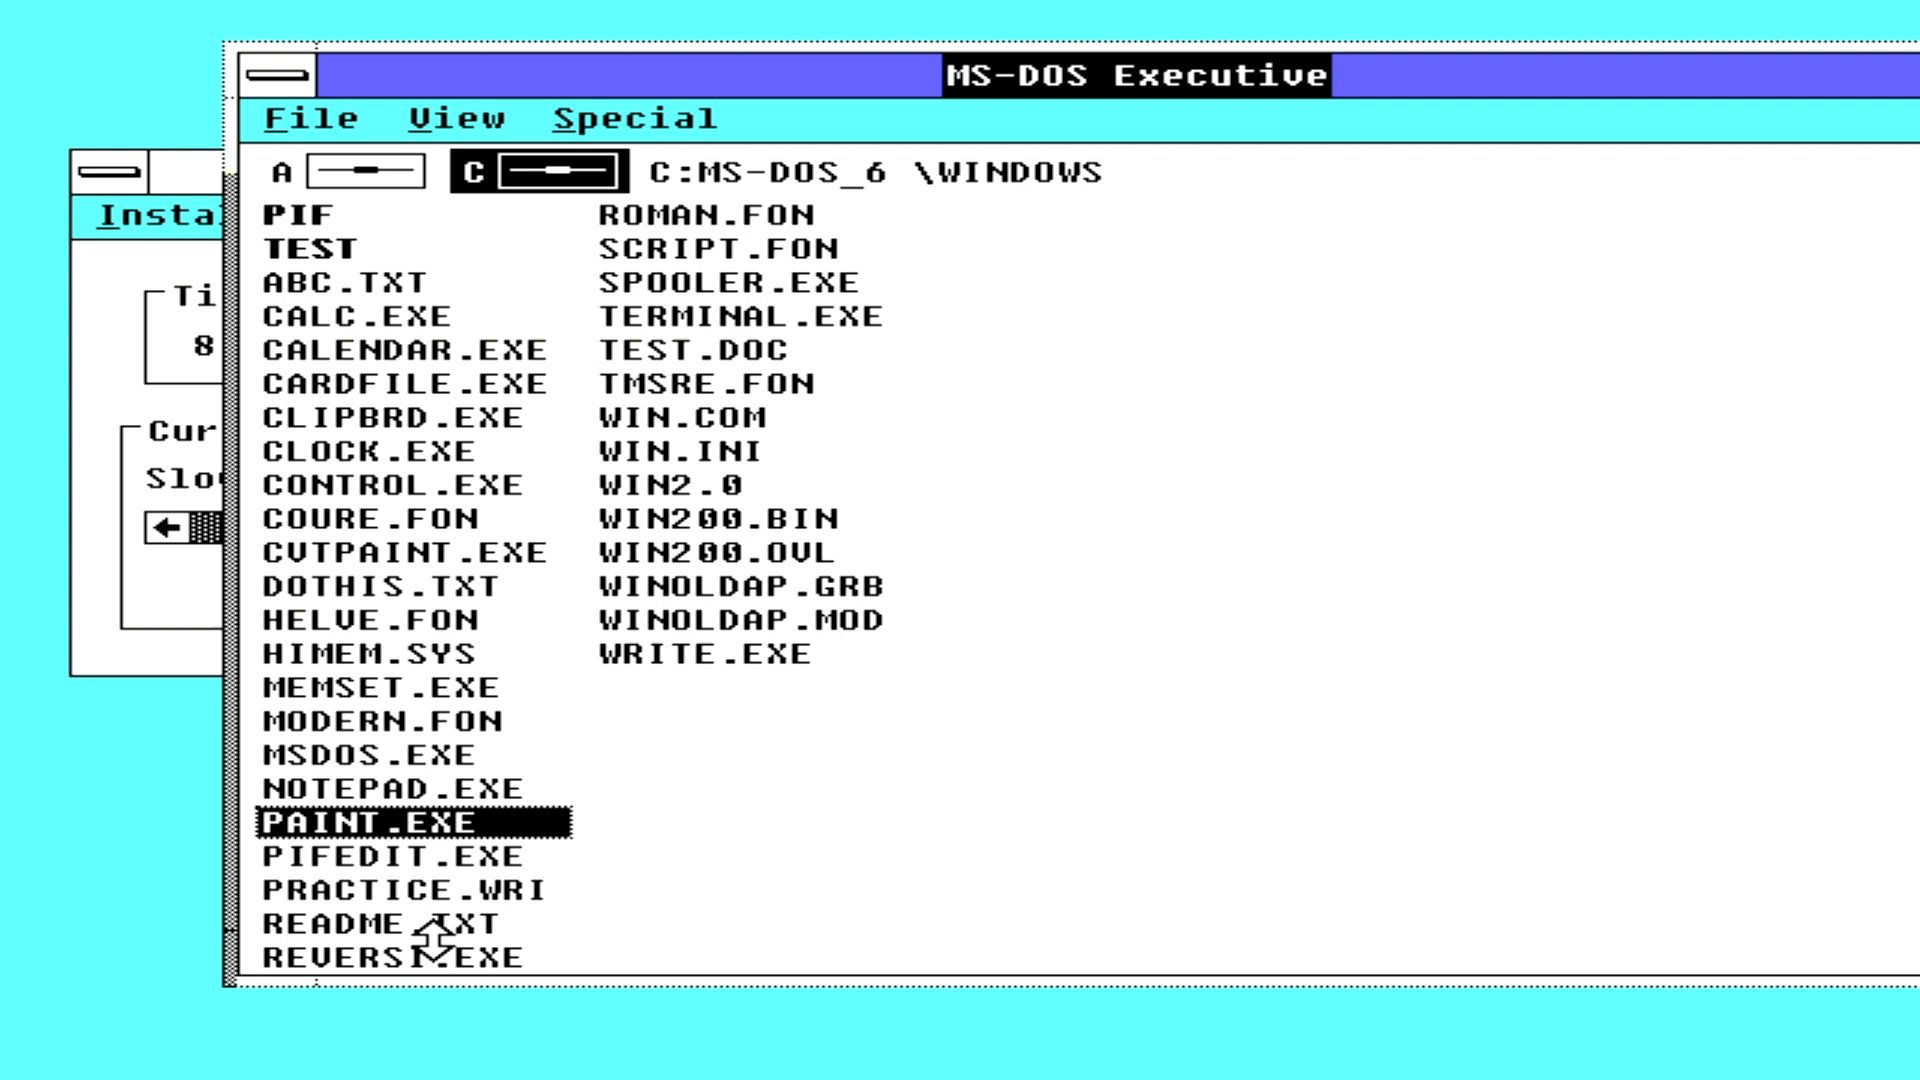 MS-DOS Executive
File View Special
A C C:MS-DOS_6 \WINDOWS
PIF ROMAN.FON
TEST SCRIPT.FON
ABC.TXT SPOOLER.EXE
CALC.EXE TERMINAL.EXE
CALENDAR.EXE TEST.DOC
CARDFILE.EXE TMSRE.FON
CLIPBRD.EXE WIN.COM
CLOCK.EXE WIN.INI
CONTROL.EXE WIN2.0
COURE.FON WIN200.BIN
CVTPAINT.EXE WIN200.OVL
DOTHIS.TXT WINOLDAP.GRB
HELVE.FON WINOLDAP.MOD
HIMEM.SYS WRITE.EXE
MEMSET.EXE
MODERN.FON
MSDOS.EXE
NOTEPAD.EXE
PAINT.EXE
PIFEDIT.EXE
PRACTICE.WRI
README.TXT
REVERSI.EXE
Insta
Ti
8
Cur
Slo